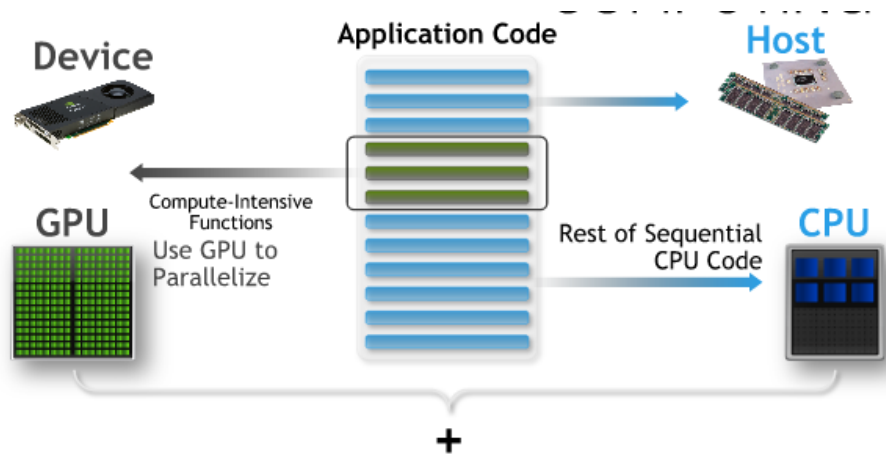 Application Code
Device
Host
Compute-Intensive
Functions
GPU
Use GPU to
Parallelize
Rest of Sequential
CPU Code
CPU
+